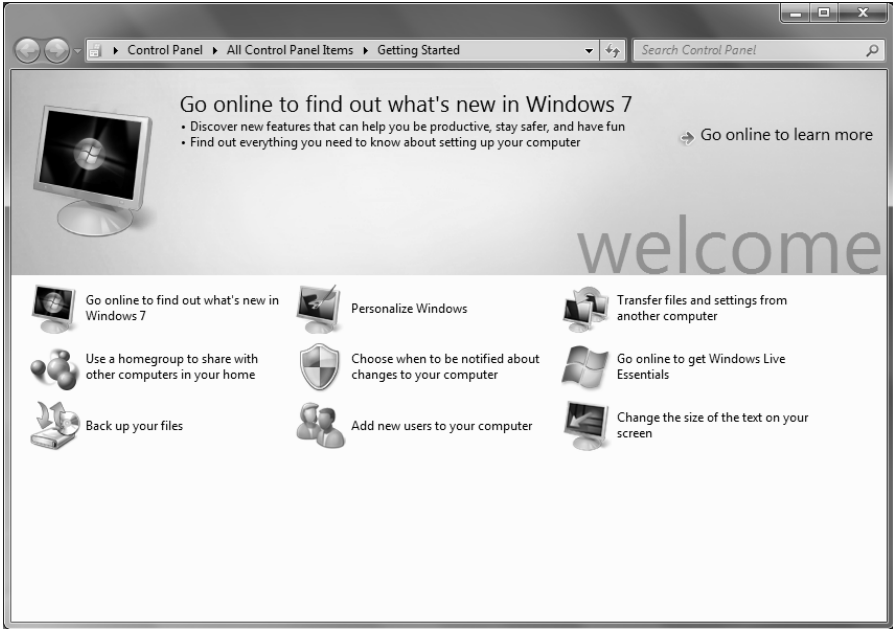 Control Panel ▸ All Control Panel Items ▸ Getting Started
Search Control Panel
Go online to find out what's new in Windows 7
• Discover new features that can help you be productive, stay safer, and have fun
• Find out everything you need to know about setting up your computer
Go online to learn more
welcome
Go online to find out what's new in
Windows 7
Personalize Windows
Transfer files and settings from
another computer
Use a homegroup to share with
other computers in your home
Choose when to be notified about
changes to your computer
Go online to get Windows Live
Essentials
Back up your files
Add new users to your computer
Change the size of the text on your
screen